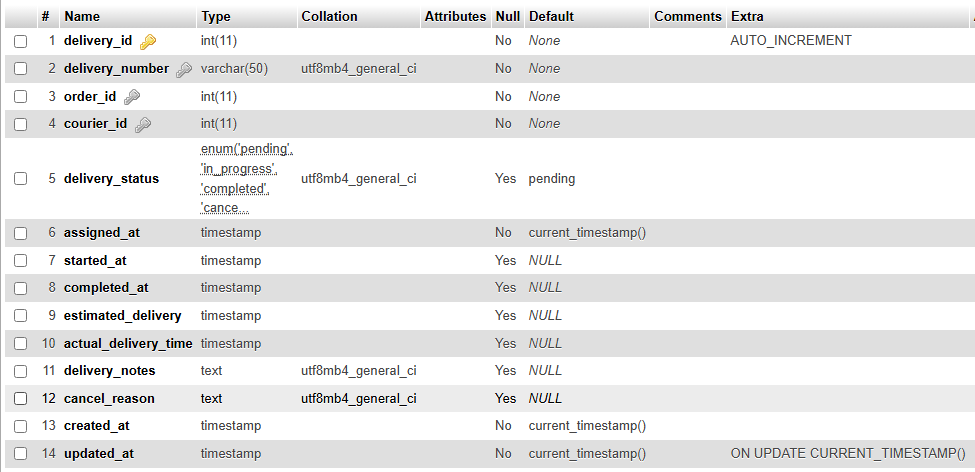 # Name Type Collation Attributes Null Default Comments Extra
1 delivery_id int(11) No None AUTO_INCREMENT
2 delivery_number varchar(50) utf8mb4_general_ci No None
3 order_id int(11) No None
4 courier_id int(11) No None
5 delivery_status enum('pending', 'in_progress', 'completed', 'cance... utf8mb4_general_ci Yes pending
6 assigned_at timestamp No current_timestamp()
7 started_at timestamp Yes NULL
8 completed_at timestamp Yes NULL
9 estimated_delivery timestamp Yes NULL
10 actual_delivery_time timestamp Yes NULL
11 delivery_notes text utf8mb4_general_ci Yes NULL
12 cancel_reason text utf8mb4_general_ci Yes NULL
13 created_at timestamp No current_timestamp()
14 updated_at timestamp No current_timestamp() ON UPDATE CURRENT_TIMESTAMP()